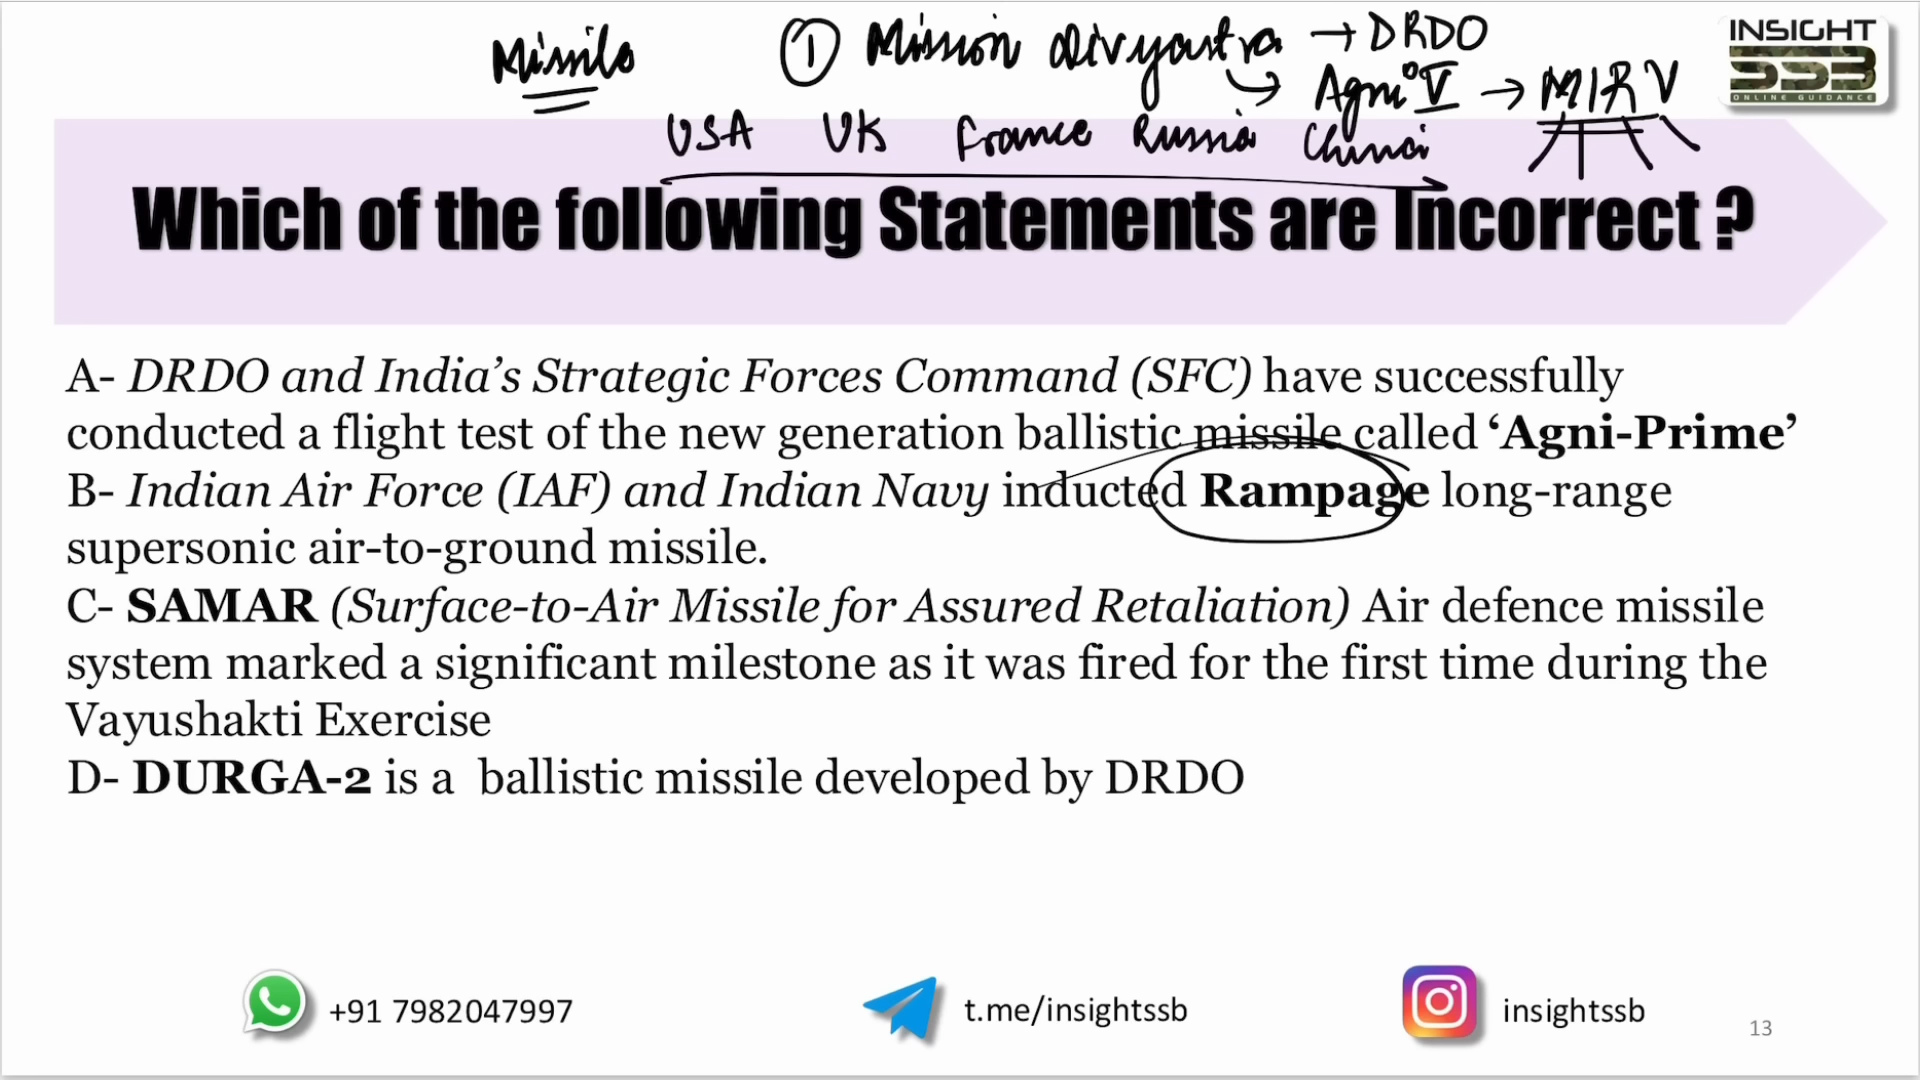 Missile
① Mission Divyastra → DRDO
Agni V → MIRV
USA UK France Russia China
INSIGHT
SSB
ONLINE GUIDANCE
Which of the following Statements are Incorrect ?
A- DRDO and India’s Strategic Forces Command (SFC) have successfully
conducted a flight test of the new generation ballistic missile called ‘Agni-Prime’
B- Indian Air Force (IAF) and Indian Navy inducted Rampage long-range
supersonic air-to-ground missile.
C- SAMAR (Surface-to-Air Missile for Assured Retaliation) Air defence missile
system marked a significant milestone as it was fired for the first time during the
Vayushakti Exercise
D- DURGA-2 is a  ballistic missile developed by DRDO
+91 7982047997
t.me/insightssb
insightssb
13